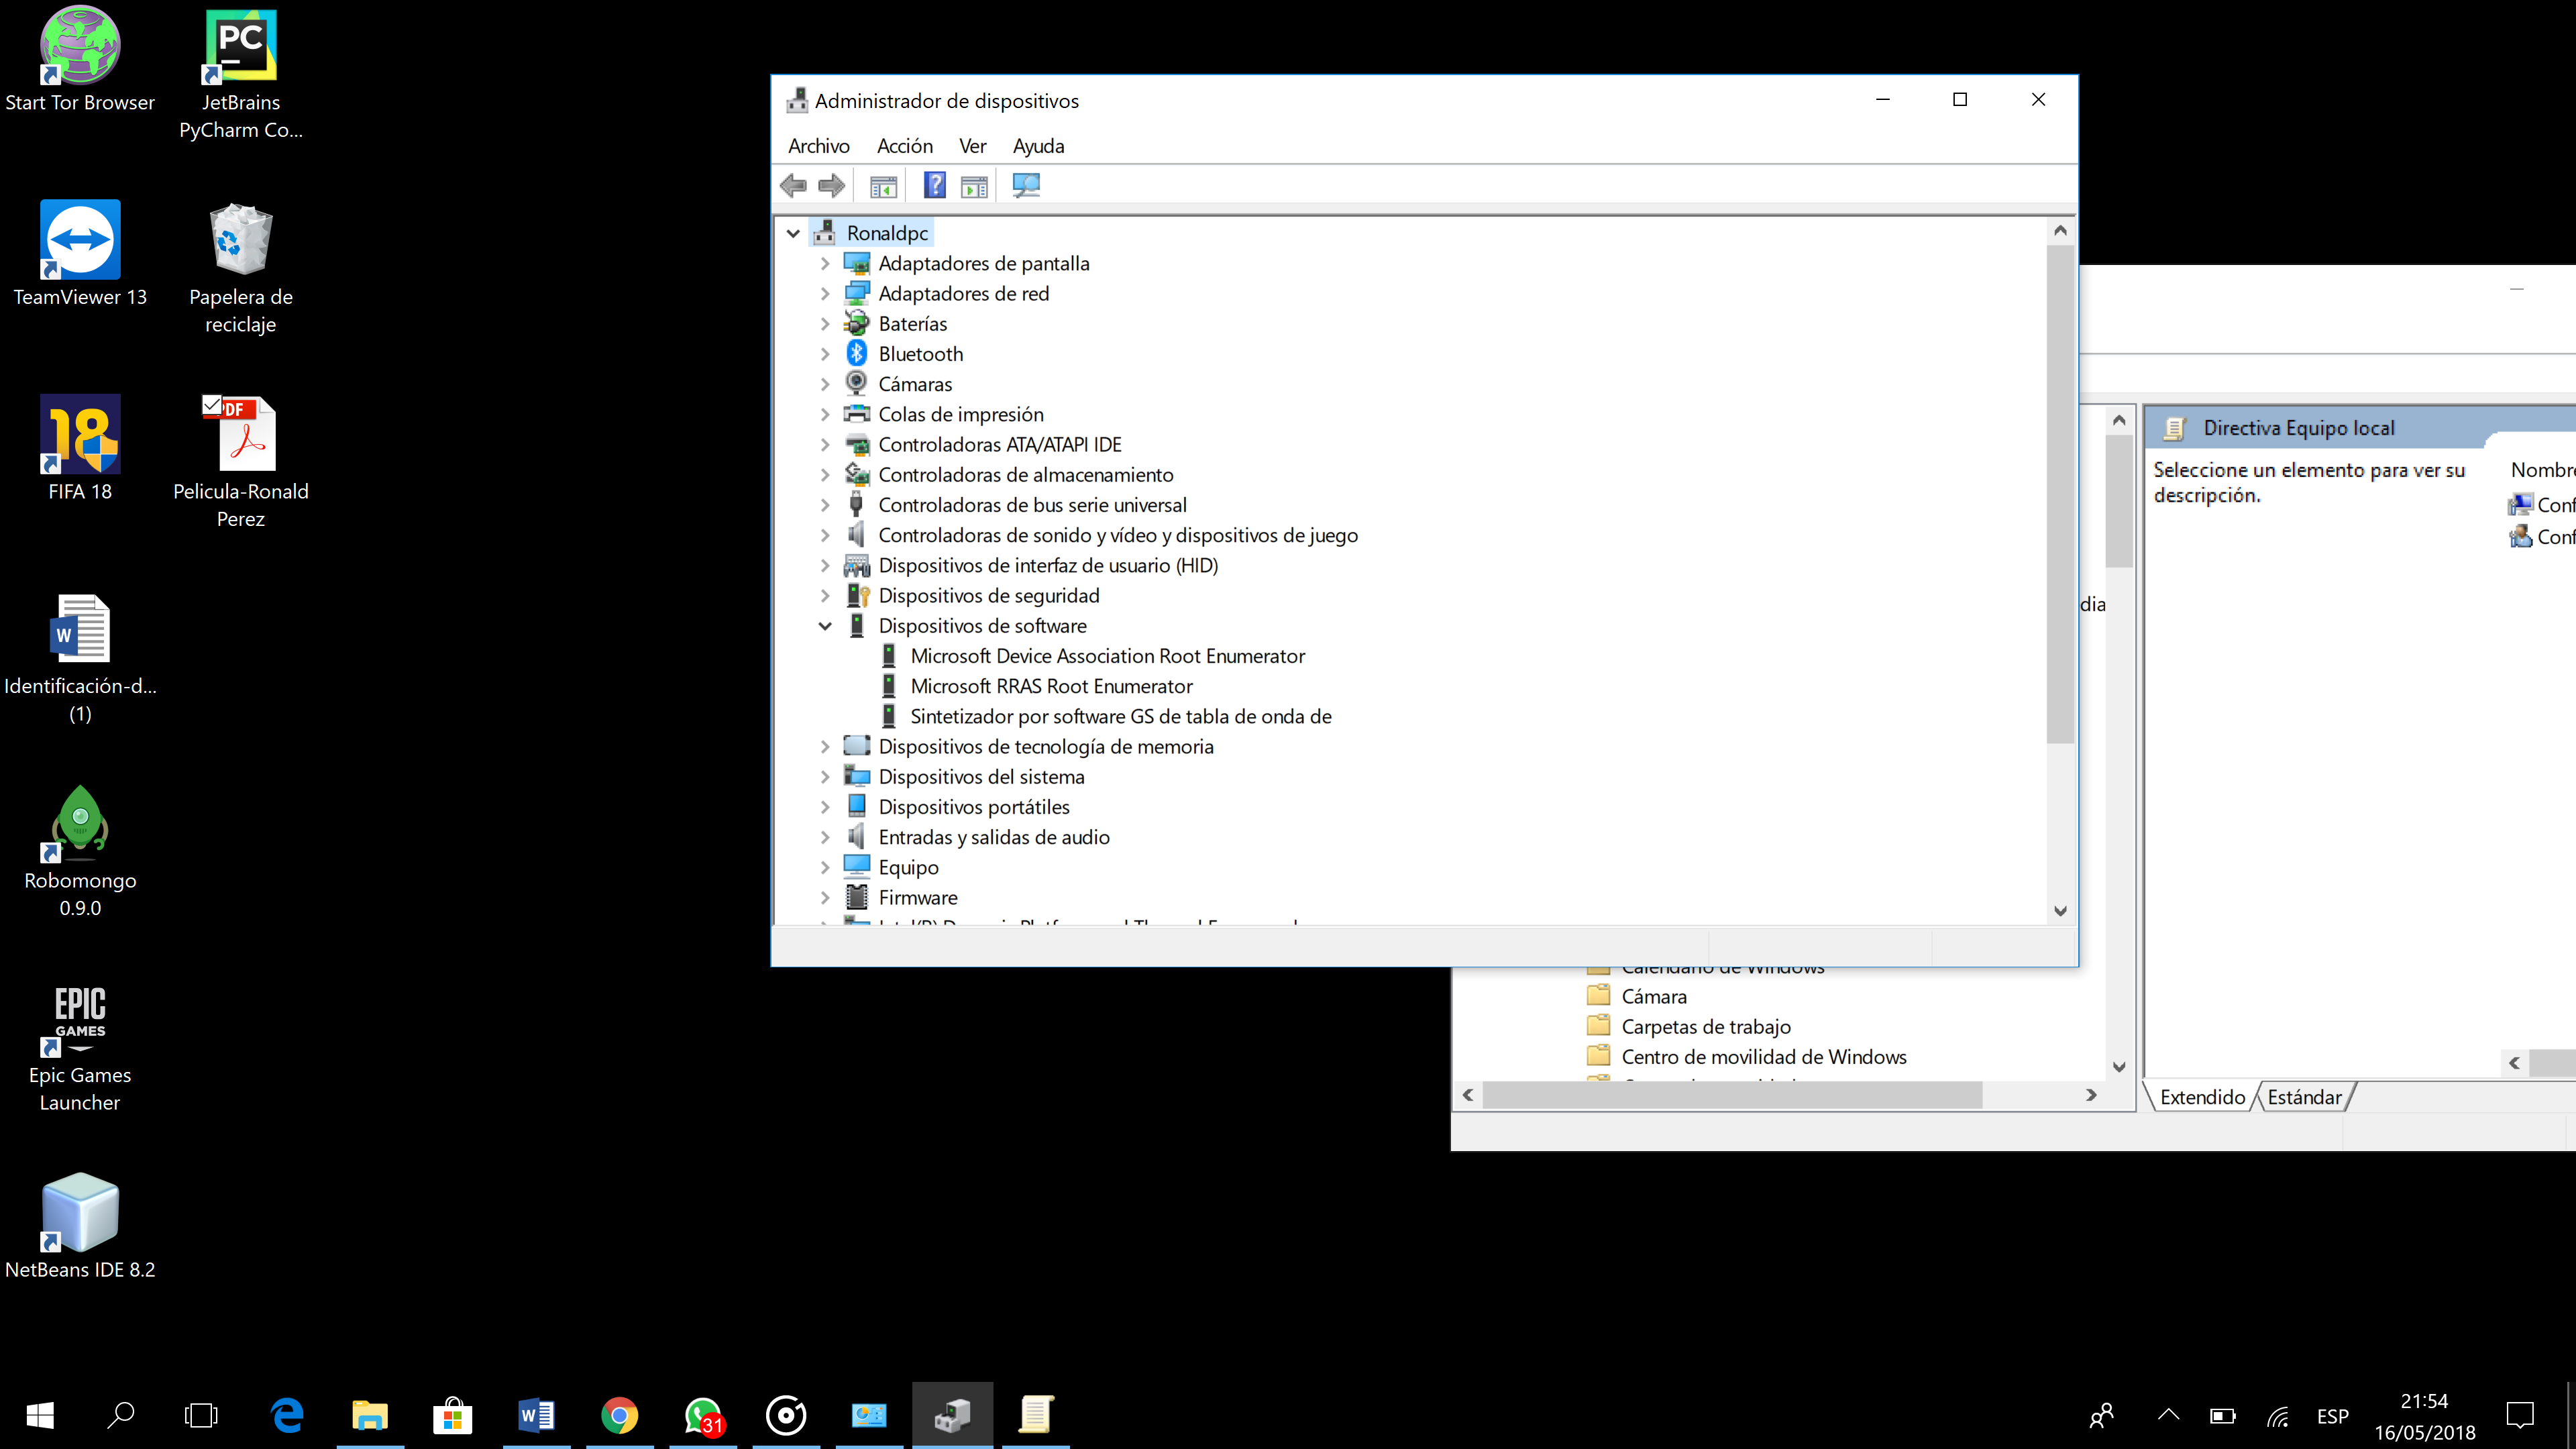 Start Tor Browser
JetBrains
PyCharm Co...
TeamViewer 13
Papelera de
reciclaje
18
FIFA 18
PDF
Pelicula-Ronald
Perez
W
Identificación-d...
(1)
Robomongo
0.9.0
EPIC
GAMES
Epic Games
Launcher
NetBeans IDE 8.2
PC
Administrador de dispositivos
Archivo Acción Ver Ayuda
Ronaldpc
Adaptadores de pantalla
Adaptadores de red
Baterías
Bluetooth
Cámaras
Colas de impresión
Controladoras ATA/ATAPI IDE
Controladoras de almacenamiento
Controladoras de bus serie universal
Controladoras de sonido y vídeo y dispositivos de juego
Dispositivos de interfaz de usuario (HID)
Dispositivos de seguridad
Dispositivos de software
Microsoft Device Association Root Enumerator
Microsoft RRAS Root Enumerator
Sintetizador por software GS de tabla de onda de
Dispositivos de tecnología de memoria
Dispositivos del sistema
Dispositivos portátiles
Entradas y salidas de audio
Equipo
Firmware
Directiva Equipo local
Seleccione un elemento para ver su
descripción.
Nombre
Conf
Conf
dia
Calendario de Windows
Cámara
Carpetas de trabajo
Centro de movilidad de Windows
Extendido Estándar
W
31
ESP
21:54
16/05/2018